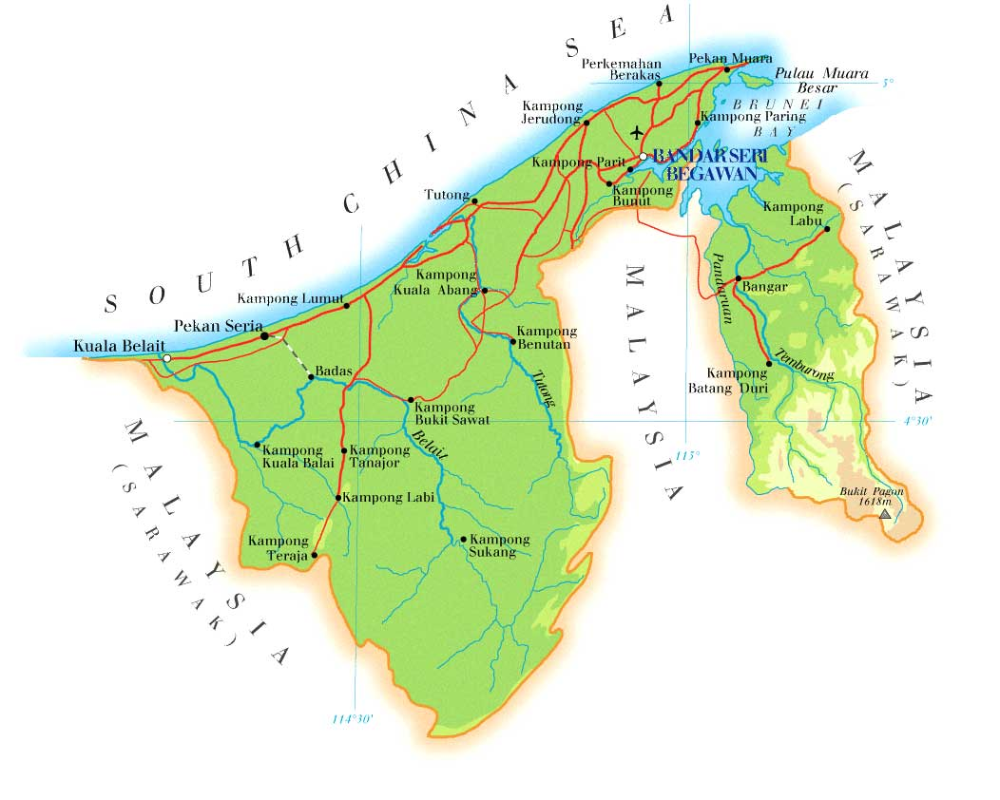 SOUTH CHINA SEA
Perkemahan
Berakas
Pekan Muara
Pulau Muara
Besar
5°
BRUNEI
BAY
Kampong
Jerudong
Kampong Paring
Kampong Parit
BANDAR SERI
BEGAWAN
Kampong
Bunut
Tutong
Kampong
Labu
MALAYSIA
(SARAWAK)
Pandaruan
Bangar
Kampong
Kuala Abang
Kampong Lumut
Pekan Seria
Kuala Belait
Kampong
Benutan
MALAYSIA
Badas
Tutong
Kampong
Batang Duri
Temburong
Kampong
Bukit Sawat
4°30'
Belait
Kampong
Kuala Balai
Kampong
Tanajor
115°
MALAYSIA
(SARAWAK)
Kampong Labi
Bukit Pagon
1618m
Kampong
Teraja
Kampong
Sukang
114°30'